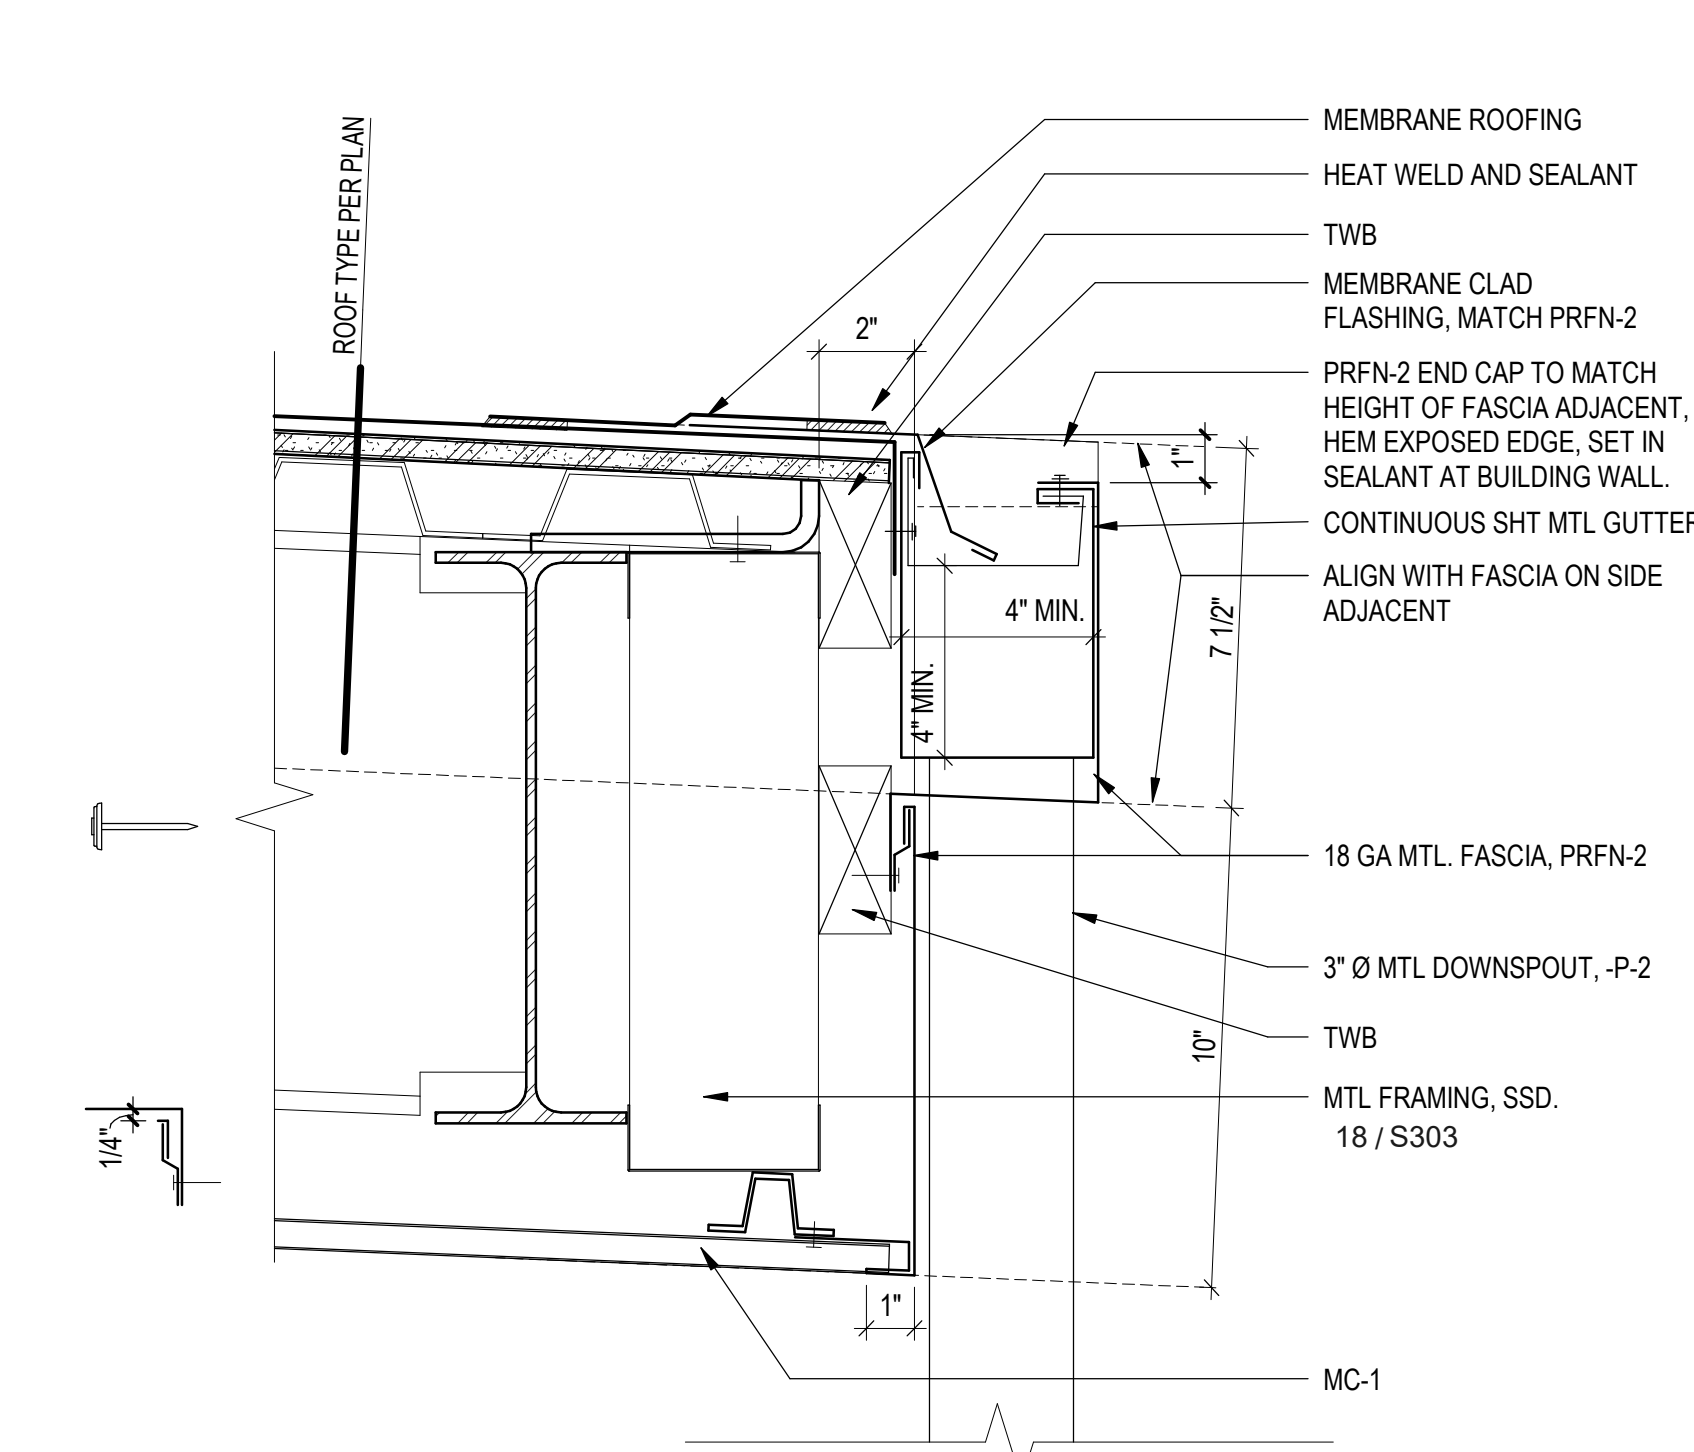 MEMBRANE ROOFING
ROOF TYPE PER PLAN
HEAT WELD AND SEALANT
TWB
MEMBRANE CLAD
FLASHING, MATCH PRFN-2
2"
PRFN-2 END CAP TO MATCH
HEIGHT OF FASCIA ADJACENT,
HEM EXPOSED EDGE, SET IN
SEALANT AT BUILDING WALL.
1"
CONTINUOUS SHT MTL GUTTER
ALIGN WITH FASCIA ON SIDE
ADJACENT
4" MIN.
7 1/2"
4" MIN.
18 GA MTL. FASCIA, PRFN-2
3" Ø MTL DOWNSPOUT, -P-2
TWB
10"
MTL FRAMING, SSD.
18 / S303
1/4"
1"
MC-1